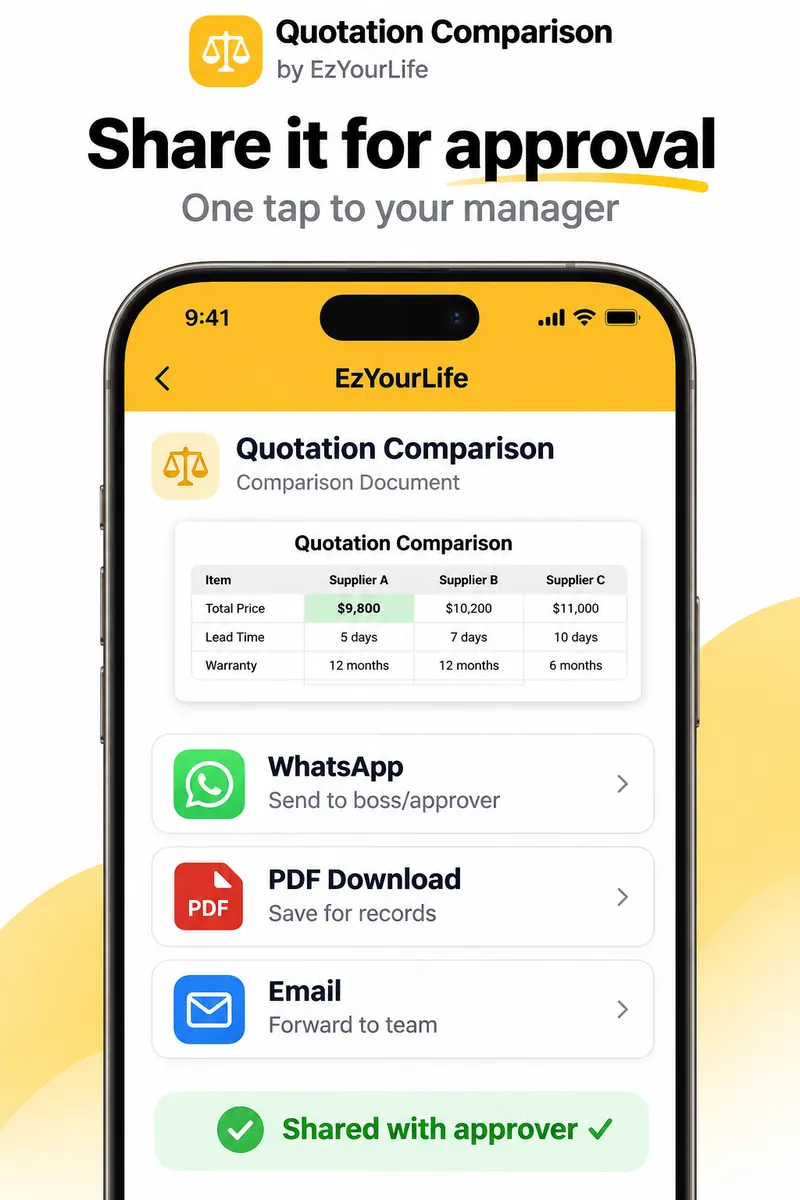 Quotation Comparison
by EzYourLife
Share it for approval
One tap to your manager
9:41
EzYourLife
Quotation Comparison
Comparison Document
Quotation Comparison
Item Supplier A Supplier B Supplier C
Total Price $9,800 $10,200 $11,000
Lead Time 5 days 7 days 10 days
Warranty 12 months 12 months 6 months
WhatsApp
Send to boss/approver
PDF
PDF Download
Save for records
Email
Forward to team
Shared with approver ✓